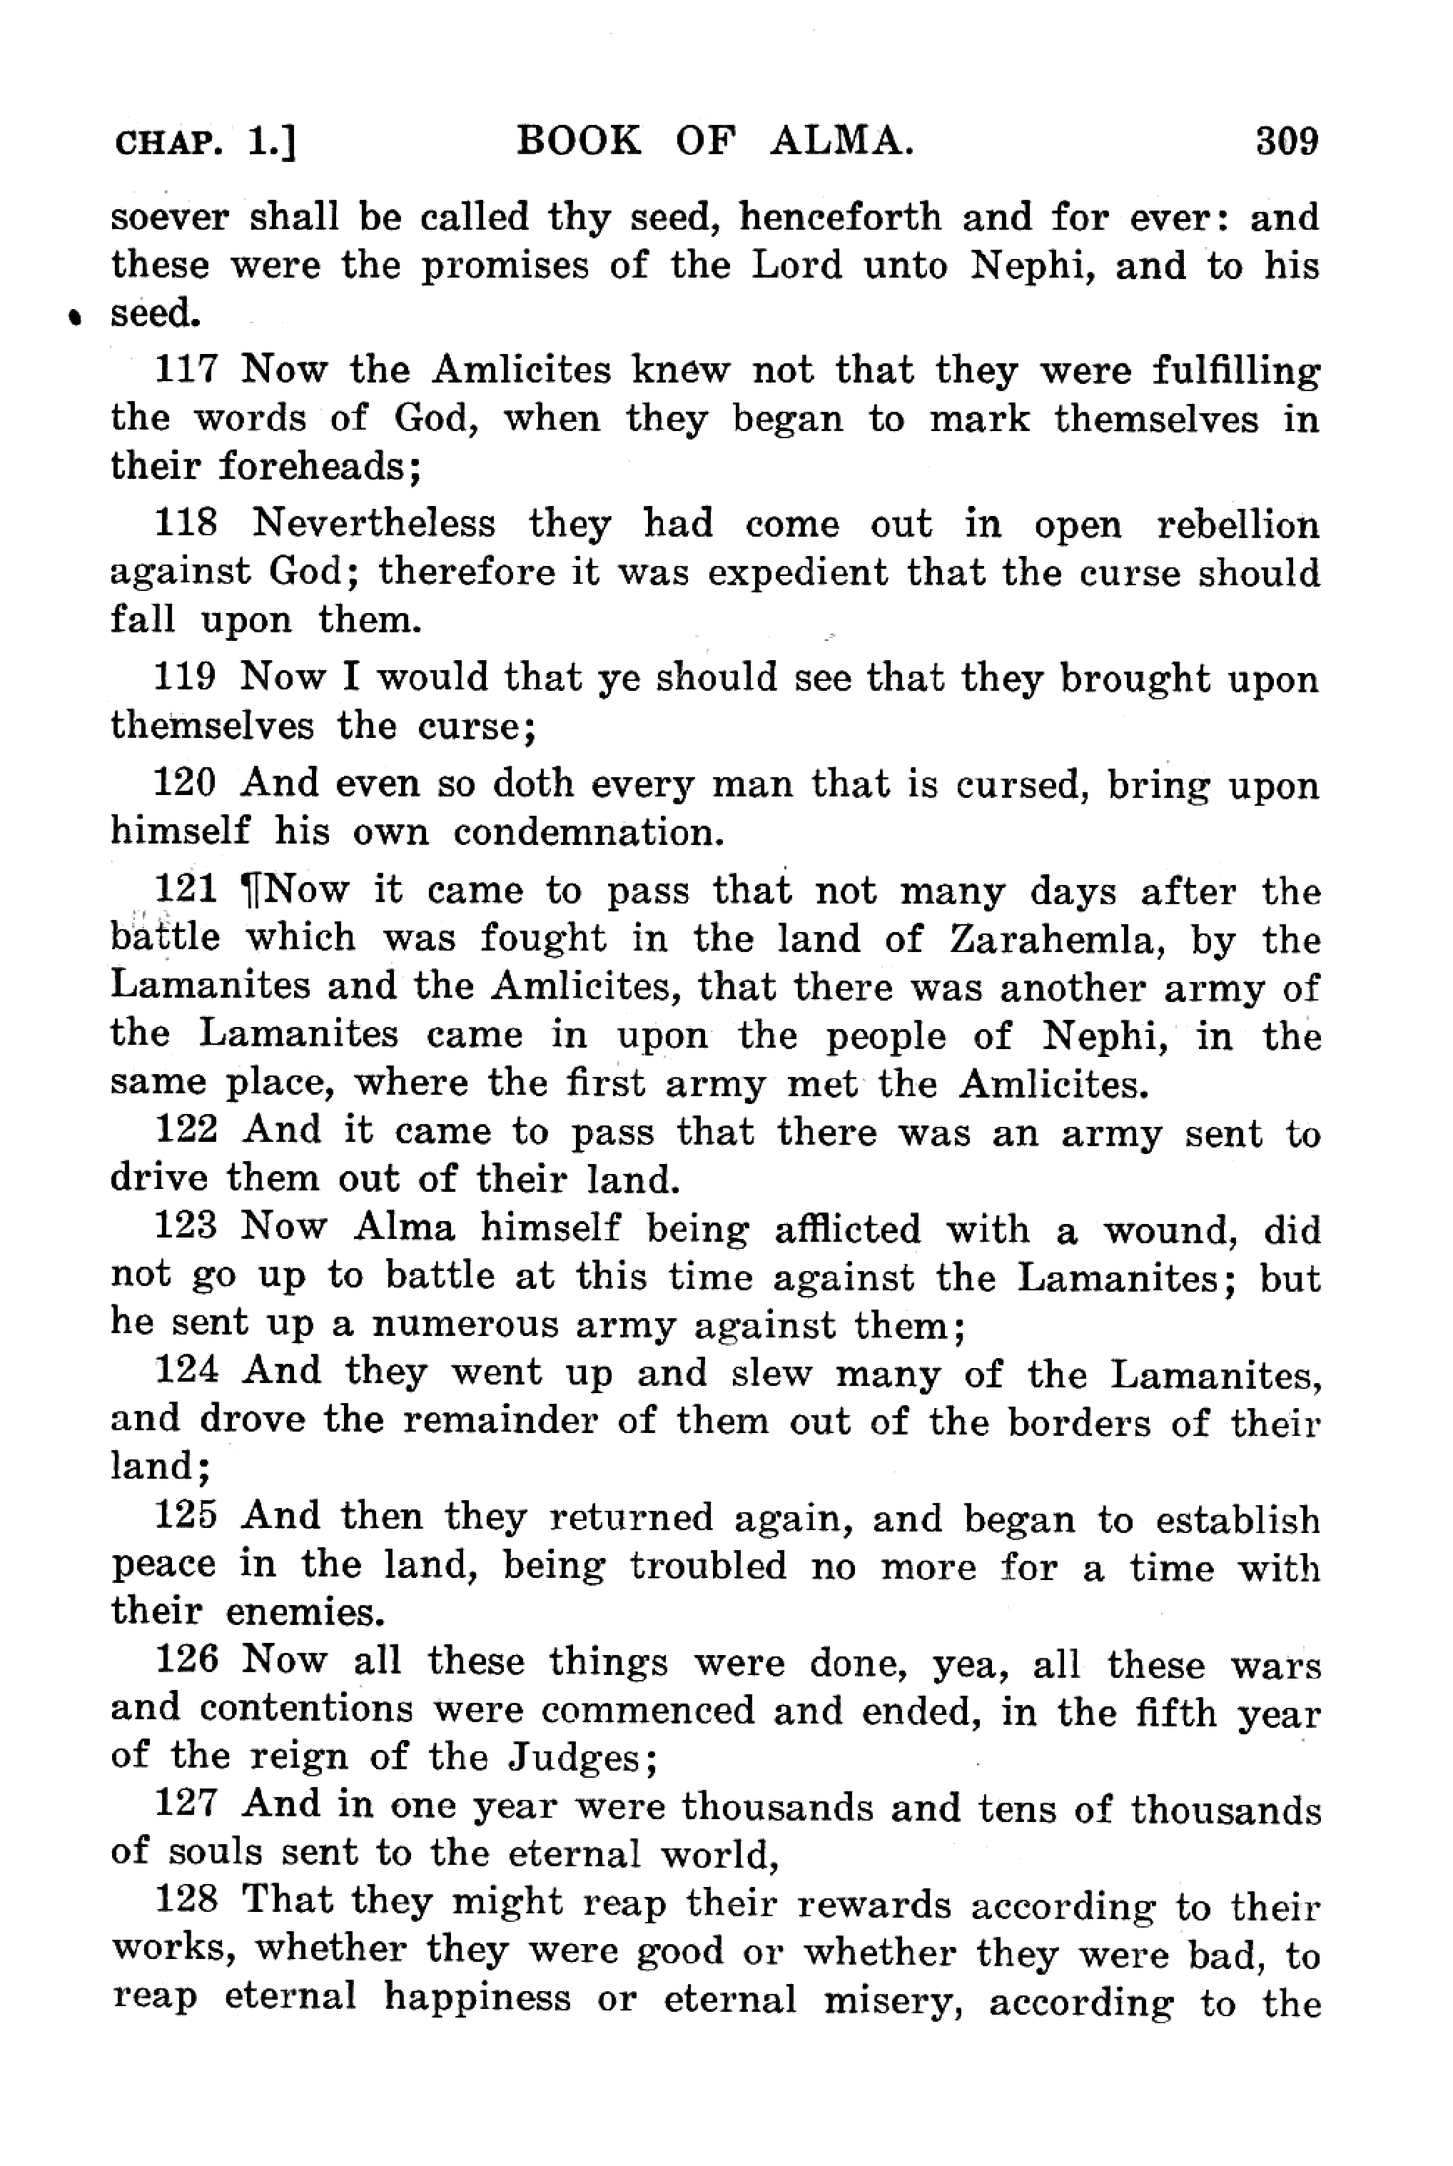 CHAP. 1.] BOOK OF ALMA. 309
soever shall be called thy seed, henceforth and for ever: and
these were the promises of the Lord unto Nephi, and to his
seed.
117 Now the Amlicites knew not that they were fulfilling
the words of God, when they began to mark themselves in
their foreheads;
118 Nevertheless they had come out in open rebellion
against God; therefore it was expedient that the curse should
fall upon them.
119 Now I would that ye should see that they brought upon
themselves the curse;
120 And even so doth every man that is cursed, bring upon
himself his own condemnation.
121 ¶Now it came to pass that not many days after the
battle which was fought in the land of Zarahemla, by the
Lamanites and the Amlicites, that there was another army of
the Lamanites came in upon the people of Nephi, in the
same place, where the first army met the Amlicites.
122 And it came to pass that there was an army sent to
drive them out of their land.
123 Now Alma himself being afflicted with a wound, did
not go up to battle at this time against the Lamanites; but
he sent up a numerous army against them;
124 And they went up and slew many of the Lamanites,
and drove the remainder of them out of the borders of their
land;
125 And then they returned again, and began to establish
peace in the land, being troubled no more for a time with
their enemies.
126 Now all these things were done, yea, all these wars
and contentions were commenced and ended, in the fifth year
of the reign of the Judges;
127 And in one year were thousands and tens of thousands
of souls sent to the eternal world,
128 That they might reap their rewards according to their
works, whether they were good or whether they were bad, to
reap eternal happiness or eternal misery, according to the